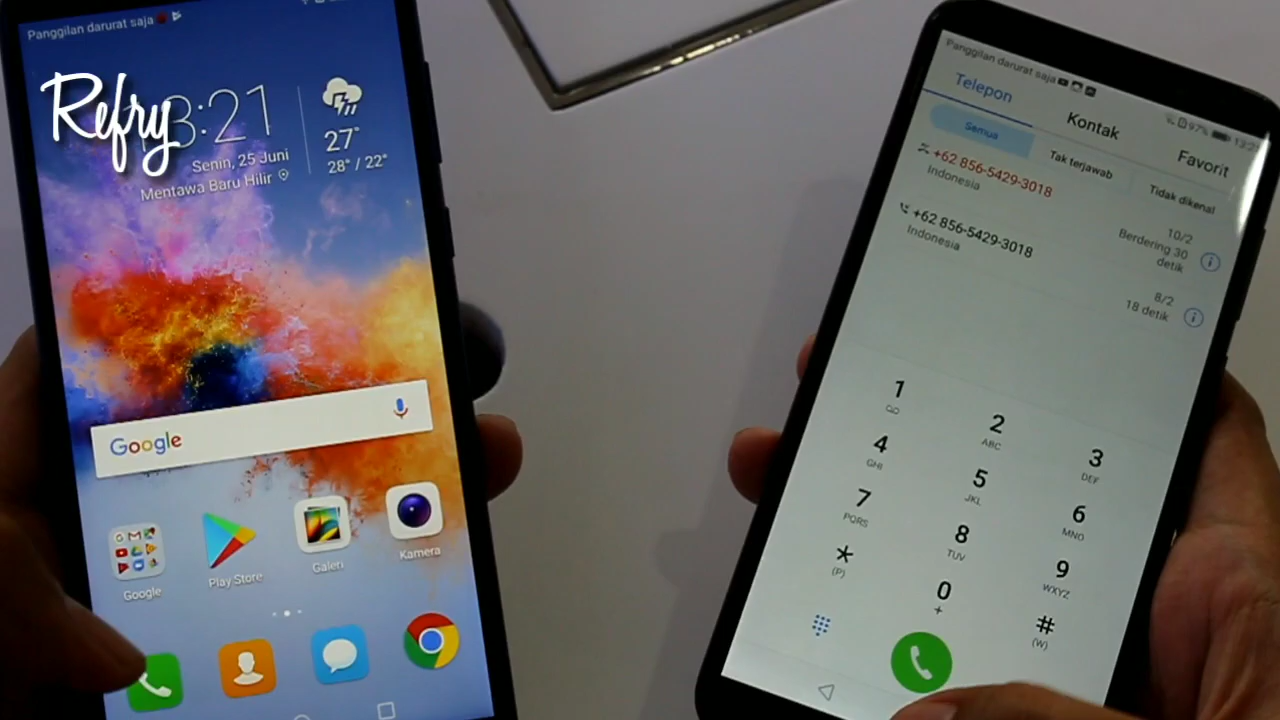 Panggilan darurat saja
Refry
3:21
Senin, 25 Juni
Mentawa Baru Hilir
27°
28° / 22°
Google
Google
Play Store
Galeri
Kamera
Panggilan darurat saja
97%
Telepon
Kontak
Favorit
Semua
Tak terjawab
Tidak dikenal
+62 856-5429-3018
Indonesia
10/2
Berdering 30
detik
+62 856-5429-3018
Indonesia
8/2
18 detik
1
2
ABC
3
DEF
4
GHI
5
JKL
6
MNO
7
PQRS
8
TUV
9
WXYZ
*
(P)
0
+
#
(W)